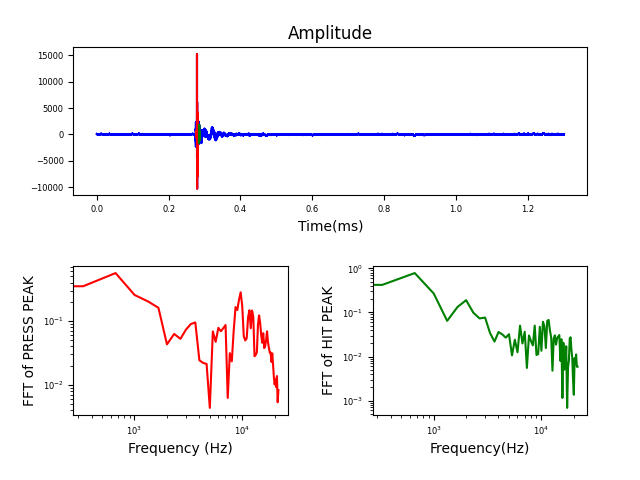 Amplitude
15000
10000
5000
0
−5000
−10000
0.0 0.2 0.4 0.6 0.8 1.0 1.2
Time(ms)
FFT of PRESS PEAK
10⁻¹
10⁻²
10³ 10⁴
Frequency (Hz)
FFT of HIT PEAK
10⁰
10⁻¹
10⁻²
10⁻³
10³ 10⁴
Frequency(Hz)